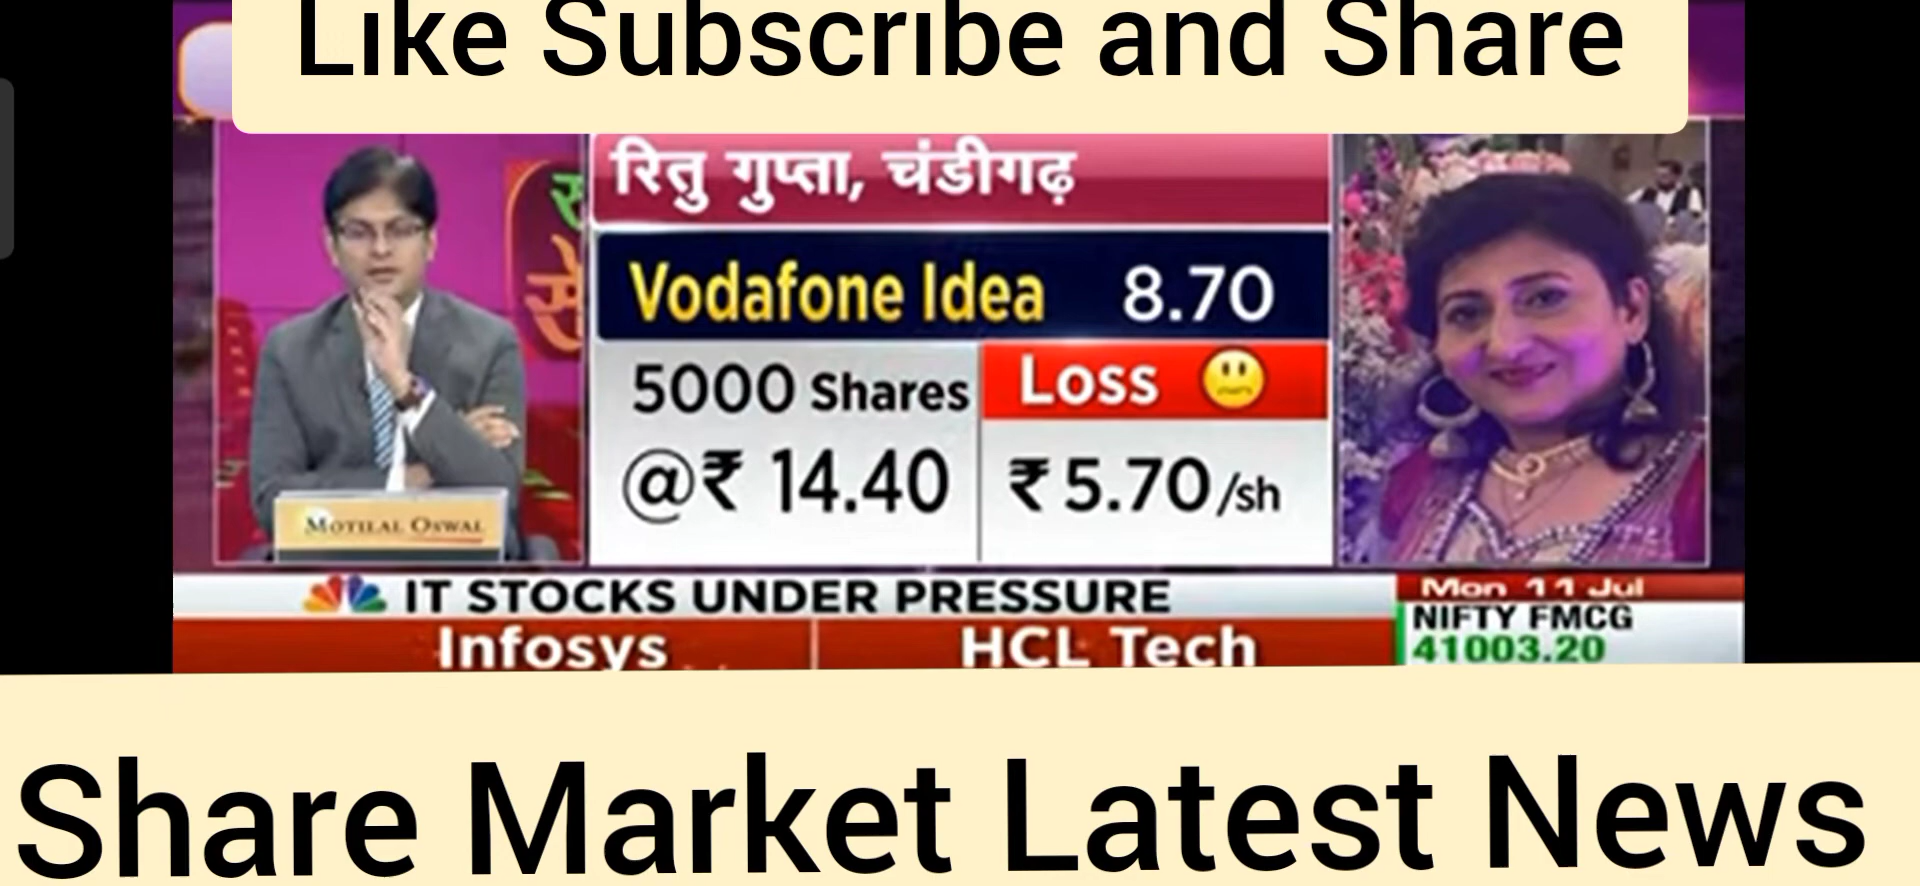 Like Subscribe and Share
रितु गुप्ता, चंडीगढ़
Vodafone Idea 8.70
5000 Shares
Loss
@₹ 14.40
₹5.70/sh
MOTILAL OSWAL
IT STOCKS UNDER PRESSURE
Mon 11 Jul
NIFTY FMCG
41003.20
Infosys
HCL Tech
Share Market Latest News